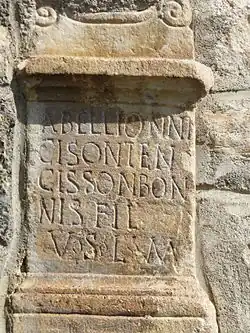 ABELLIONNI
CISONTEN
CISSONBON
NIS FIL
V S L M